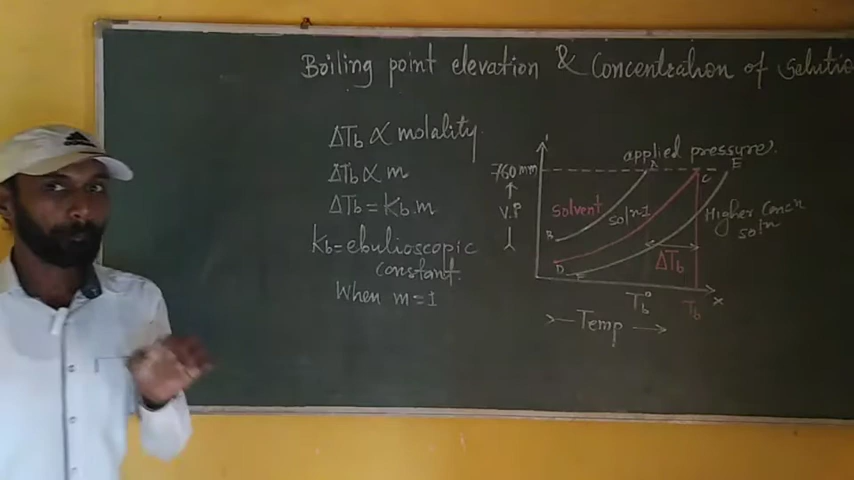 Boiling point elevation & Concentration of solutio
ΔTb ∝ molality.
ΔTb ∝ m
ΔTb = Kb.m
Kb = ebulioscopic
constant.
When m = 1
applied pressure.
760 mm
A
C
E
V.P
solvent
soln 1
Higher Conc'n
soln
B
D
ΔTb
Tb°
Tb
x
Temp